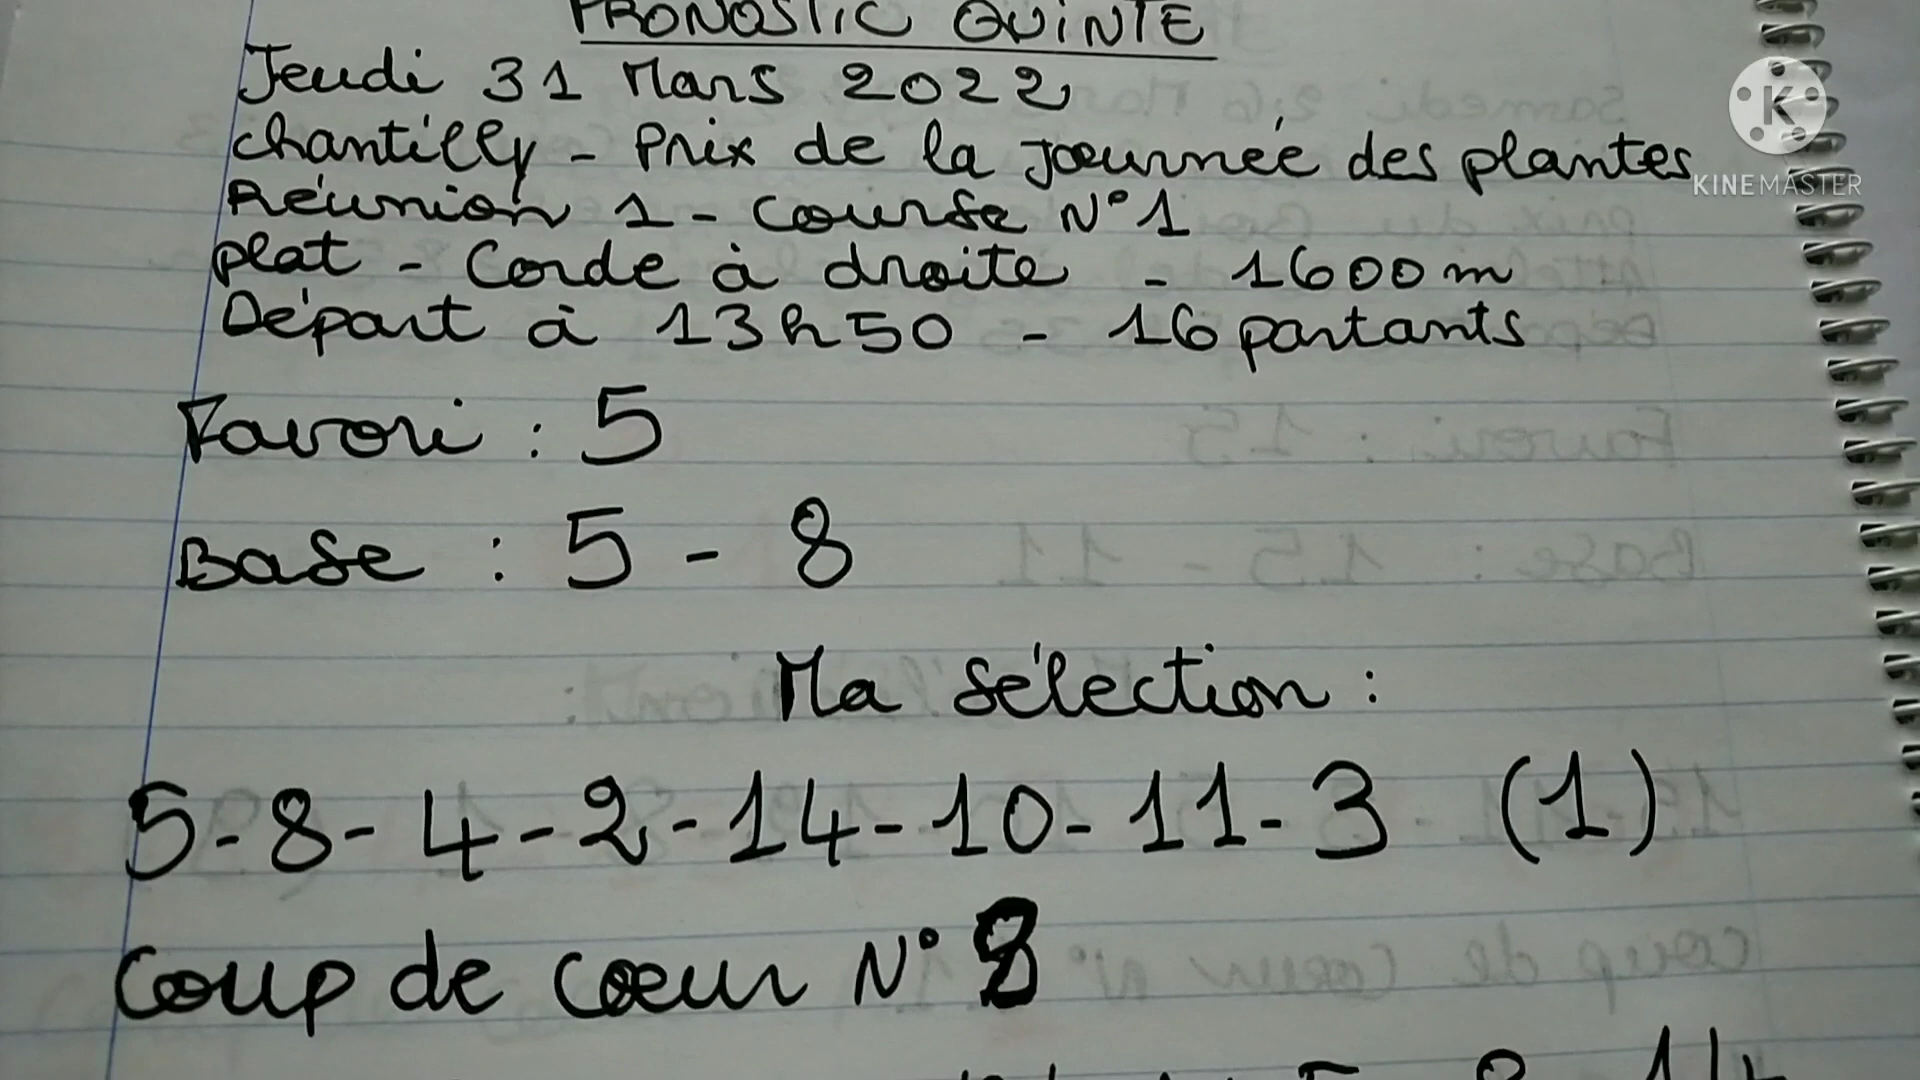 PRONOSTIC QUINTE
Jeudi 31 Mars 2022
Chantilly - Prix de la Journée des plantes
Réunion 1 - Course N°1
plat - Corde à droite - 1600m
Départ à 13h50 - 16 partants
Favori : 5
Base : 5 - 8
Ma sélection :
5-8-4-2-14-10-11-3 (1)
Coup de cœur N°
K
KINEMASTER